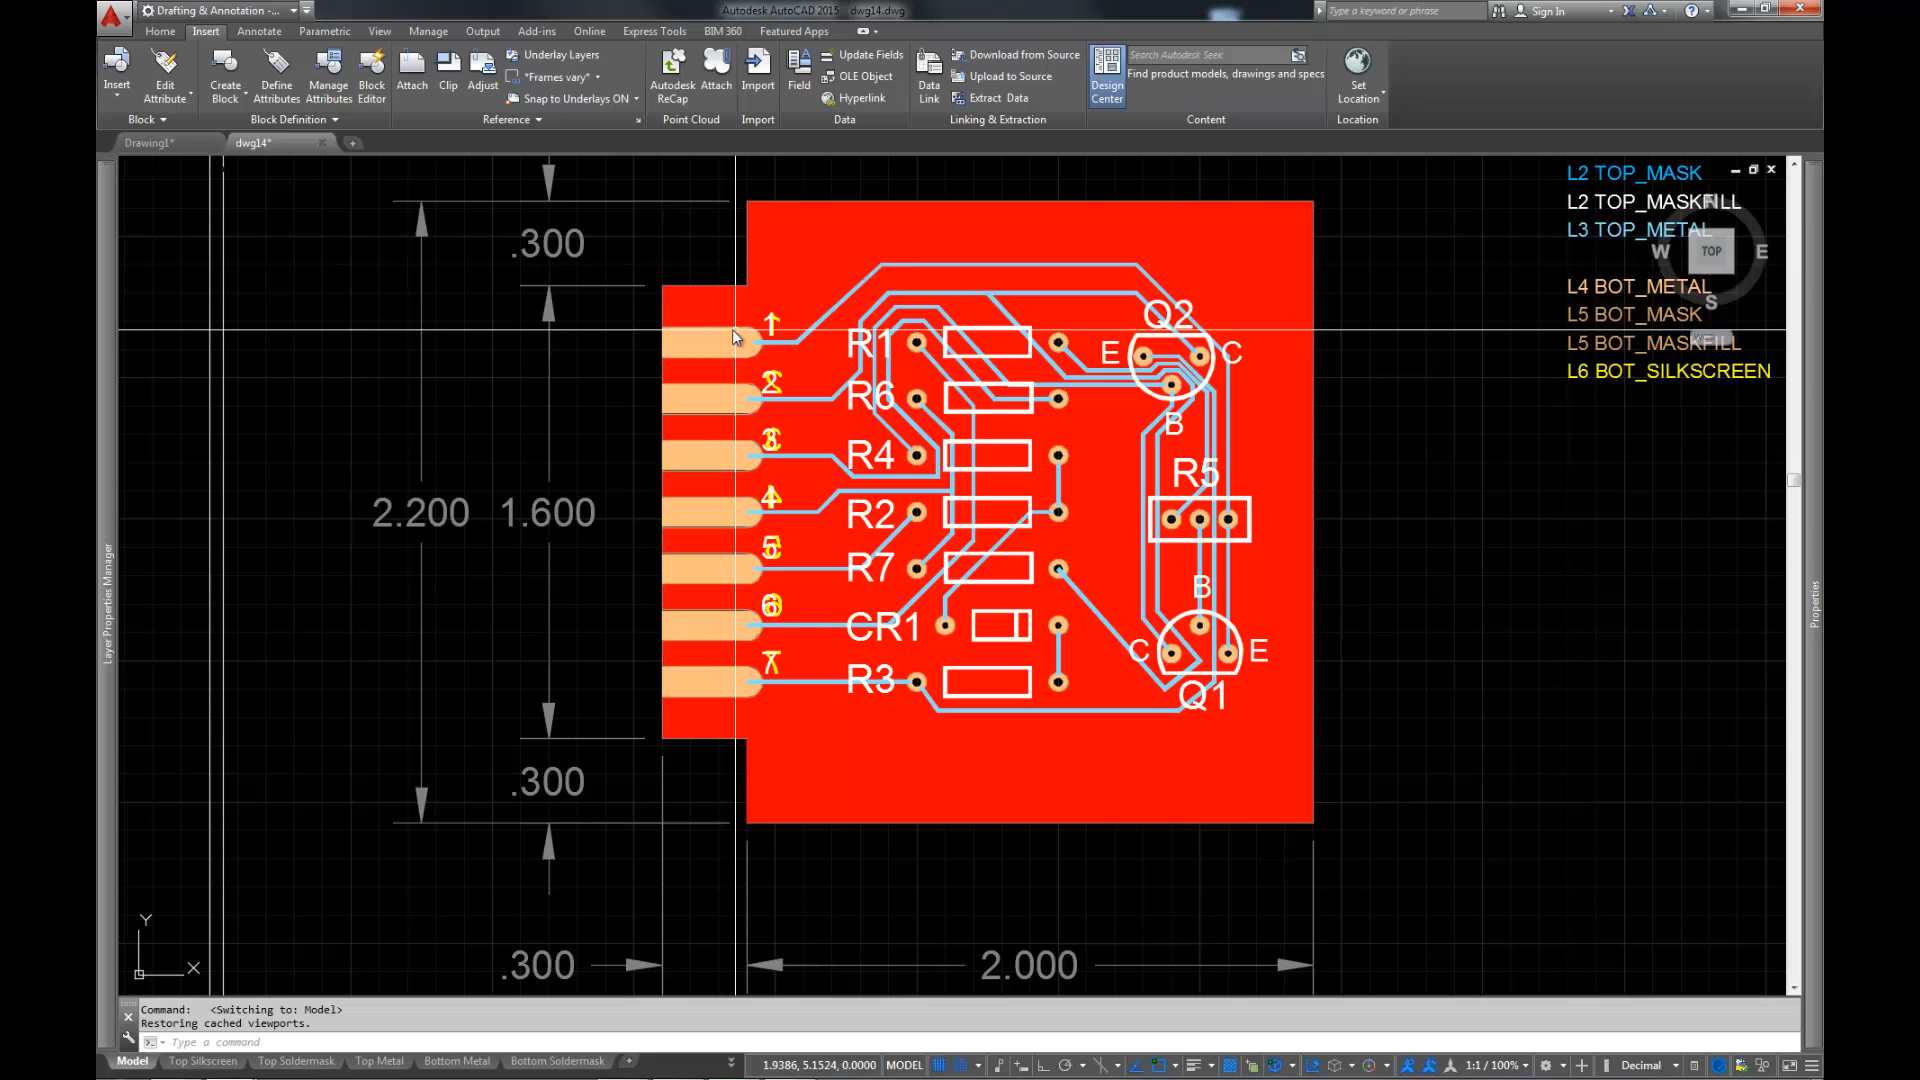 Drafting & Annotation -...
Autodesk AutoCAD 2015 dwg14.dwg
Type a keyword or phrase
Sign In
Home Insert Annotate Parametric View Manage Output Add-ins Online Express Tools BIM 360 Featured Apps
Insert
Edit Attribute
Create Block
Define Attributes
Manage Attributes
Block Editor
Attach
Clip
Adjust
Underlay Layers
*Frames vary*
Snap to Underlays ON
Autodesk ReCap
Attach
Import
Field
Update Fields
OLE Object
Hyperlink
Data Link
Download from Source
Upload to Source
Extract Data
Design Center
Search Autodesk Seek
Find product models, drawings and specs
Set Location
Block
Block Definition
Reference
Point Cloud
Import
Data
Linking & Extraction
Content
Location
Drawing1*
dwg14*
L2 TOP_MASK
L2 TOP_MASKFILL
L3 TOP_METAL
L4 BOT_METAL
L5 BOT_MASK
L5 BOT_MASKFILL
L6 BOT_SILKSCREEN
TOP
W
E
S
.300
2.200
1.600
.300
.300
2.000
1
2
3
4
5
6
7
R1
R6
R4
R2
R7
CR1
R3
Q2
E
C
B
R5
B
C
E
Q1
Y
X
Layer Properties Manager
Properties
Command: <Switching to: Model>
Restoring cached viewports.
Type a command
Model Top Silkscreen Top Soldermask Top Metal Bottom Metal Bottom Soldermask
1.9386, 5.1524, 0.0000 MODEL
1:1 / 100%
Decimal